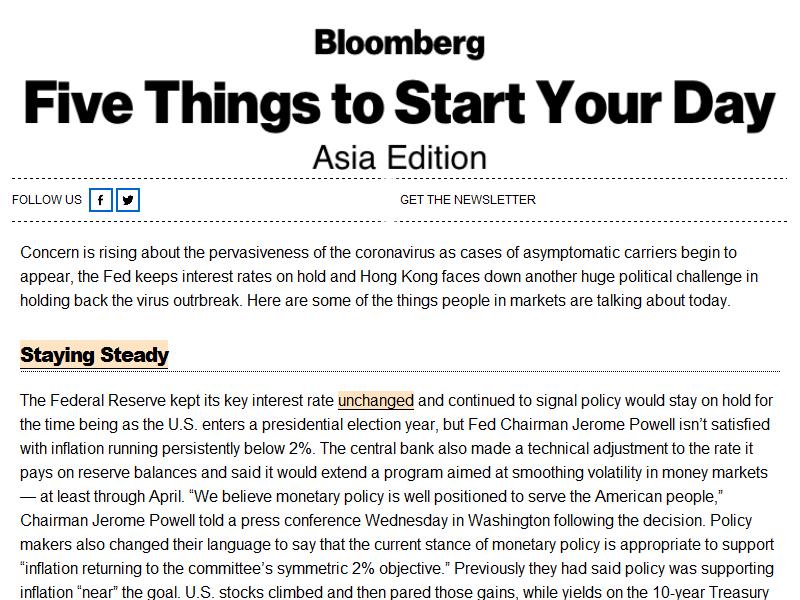 Bloomberg
Five Things to Start Your Day
Asia Edition
FOLLOW US
GET THE NEWSLETTER
Concern is rising about the pervasiveness of the coronavirus as cases of asymptomatic carriers begin to
appear, the Fed keeps interest rates on hold and Hong Kong faces down another huge political challenge in
holding back the virus outrbreak. Here are some of the things people in markets are talking about today.
Staying Steady
The Federal Reserve kept its key interest rate unchanged and continued to signal policy would stay on hold for
the time being as the U.S. enters a presidential election year, but Fed Chairman Jerome Powell isn’t satisfied
with inflation running persistently below 2%. The central bank also made a technical adjustment to the rate it
pays on reserve balances and said it would extend a program aimed at smoothing volatility in money markets
— at least through April. “We believe monetary policy is well positioned to serve the American people,”
Chairman Jerome Powell told a press conference Wednesday in Washington following the decision. Policy
makers also changed their language to say that the current stance of monetary policy is appropriate to support
“inflation returning to the committee’s symmetric 2% objective.” Previously they had said policy was supporting
inflation “near” the goal. U.S. stocks climbed and then pared those gains, while yields on the 10-year Treasury